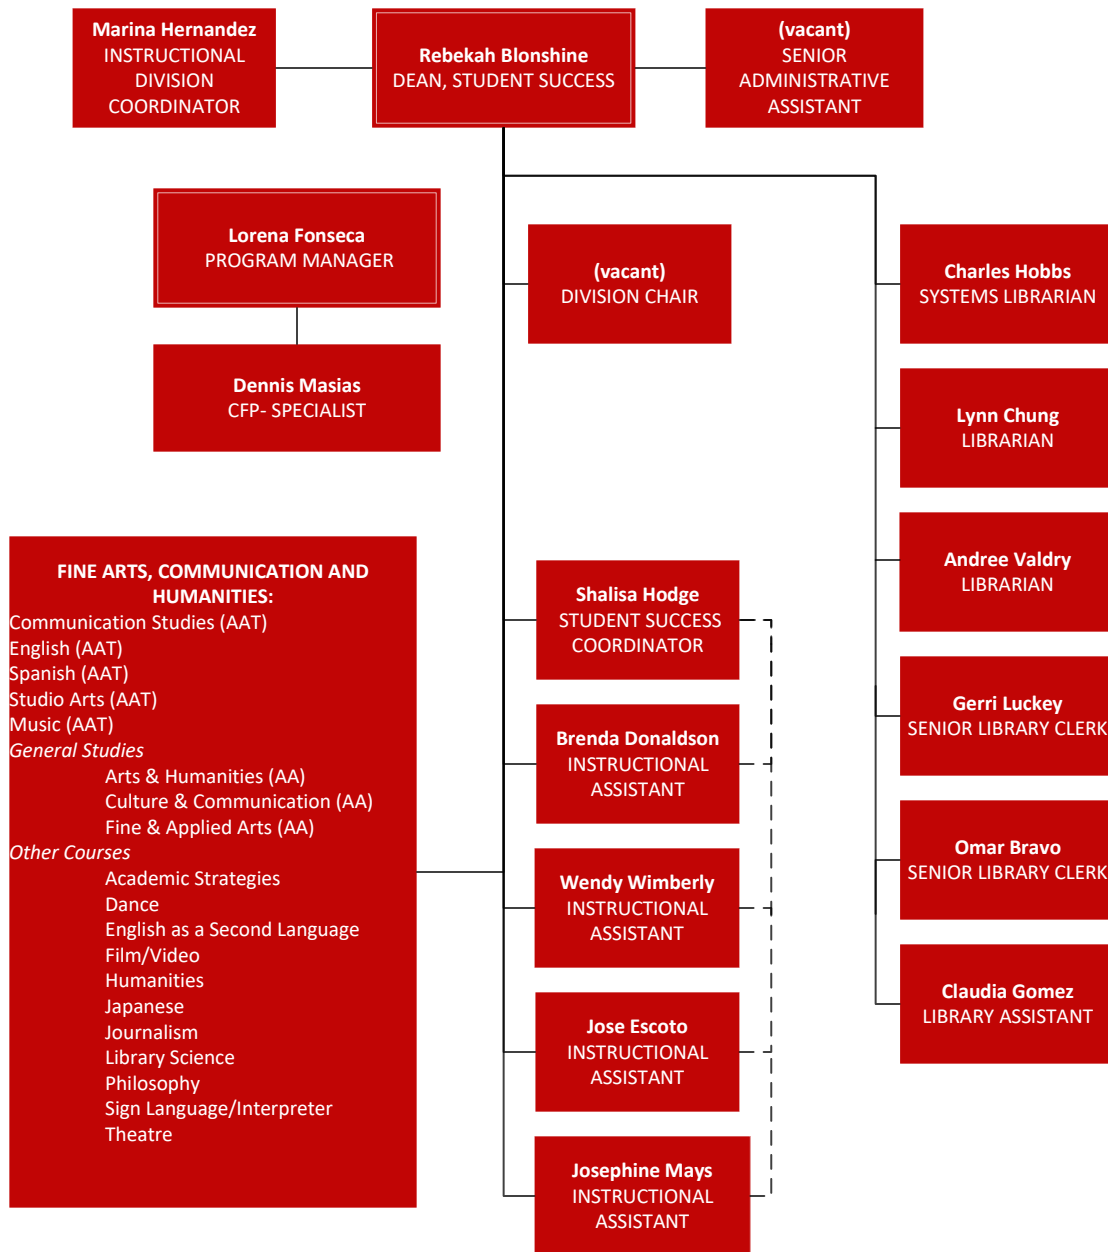 Marina Hernandez
INSTRUCTIONAL
DIVISION
COORDINATOR
Rebekah Blonshine
DEAN, STUDENT SUCCESS
(vacant)
SENIOR
ADMINISTRATIVE
ASSISTANT
Lorena Fonseca
PROGRAM MANAGER
(vacant)
DIVISION CHAIR
Charles Hobbs
SYSTEMS LIBRARIAN
Dennis Masias
CFP- SPECIALIST
Lynn Chung
LIBRARIAN
Andree Valdry
LIBRARIAN
FINE ARTS, COMMUNICATION AND
HUMANITIES:
Communication Studies (AAT)
English (AAT)
Spanish (AAT)
Studio Arts (AAT)
Music (AAT)
General Studies
Arts & Humanities (AA)
Culture & Communication (AA)
Fine & Applied Arts (AA)
Other Courses
Academic Strategies
Dance
English as a Second Language
Film/Video
Humanities
Japanese
Journalism
Library Science
Philosophy
Sign Language/Interpreter
Theatre
Shalisa Hodge
STUDENT SUCCESS
COORDINATOR
Brenda Donaldson
INSTRUCTIONAL
ASSISTANT
Wendy Wimberly
INSTRUCTIONAL
ASSISTANT
Jose Escoto
INSTRUCTIONAL
ASSISTANT
Josephine Mays
INSTRUCTIONAL
ASSISTANT
Gerri Luckey
SENIOR LIBRARY CLERK
Omar Bravo
SENIOR LIBRARY CLERK
Claudia Gomez
LIBRARY ASSISTANT